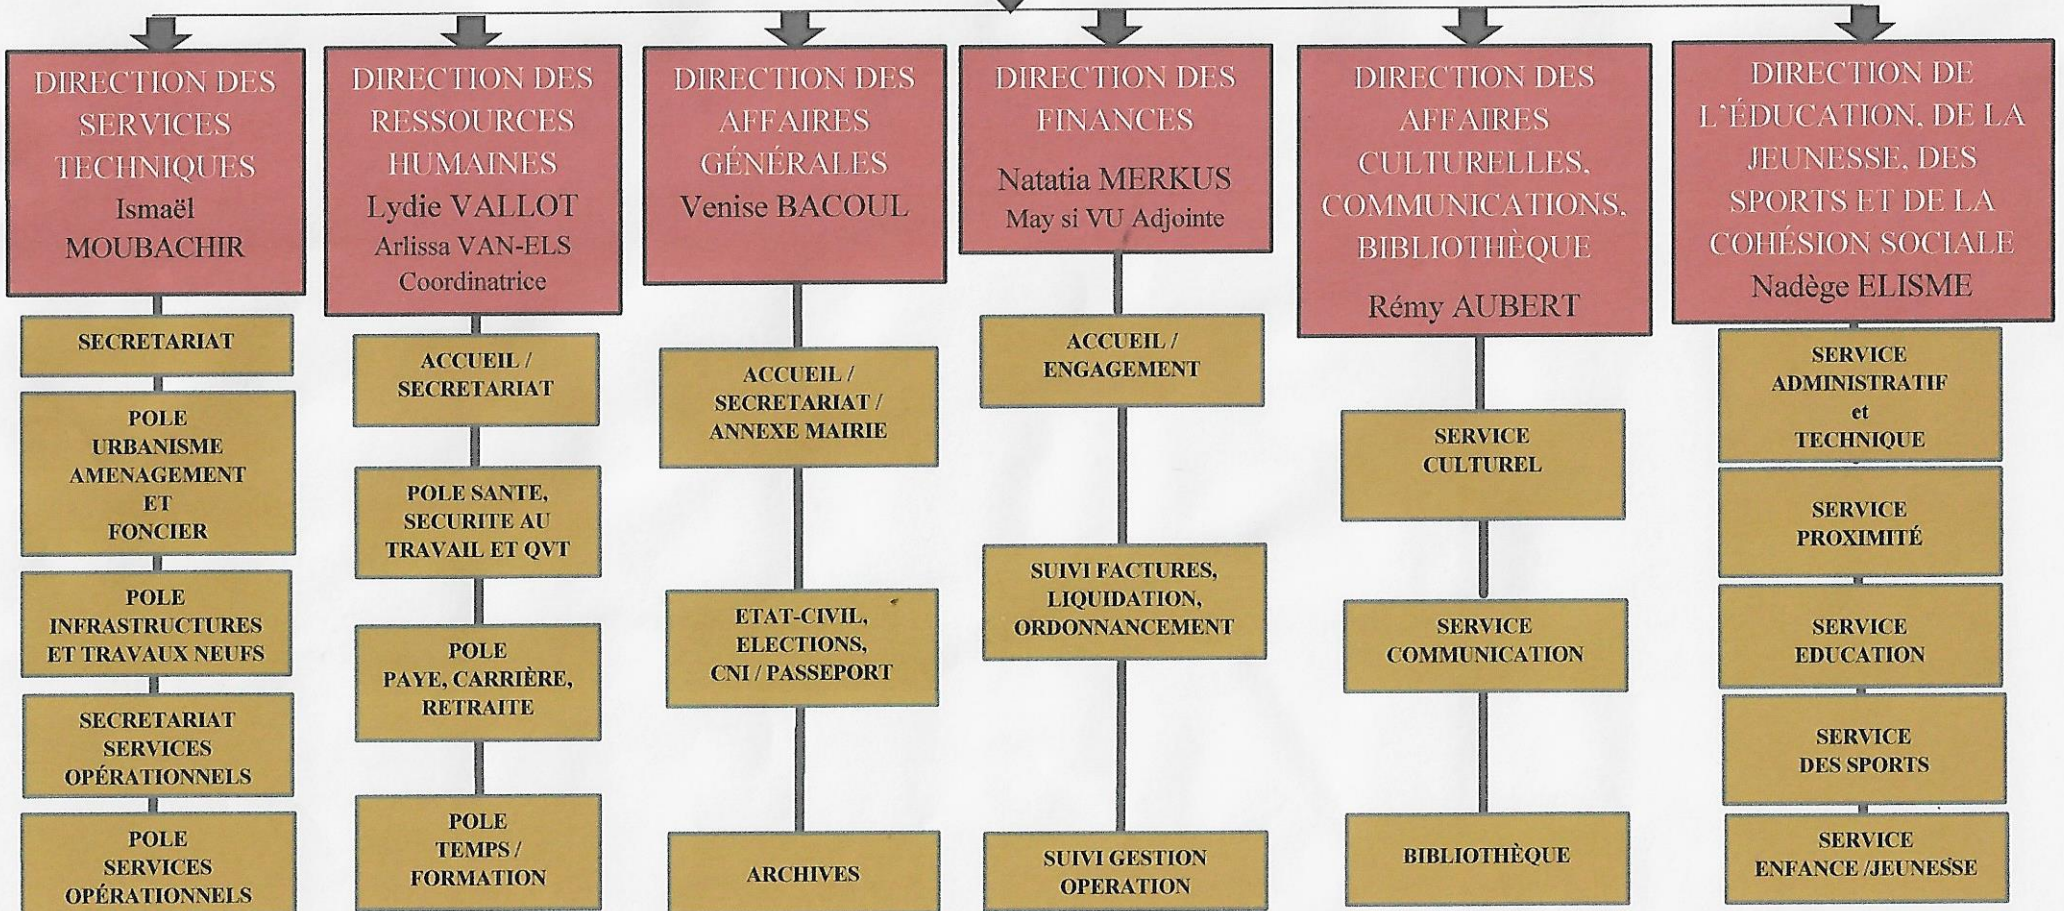 DIRECTION DES
SERVICES
TECHNIQUES
Ismaël
MOUBACHIR
SECRETARIAT
POLE
URBANISME
AMENAGEMENT
ET
FONCIER
POLE
INFRASTRUCTURES
ET TRAVAUX NEUFS
SECRETARIAT
SERVICES
OPÉRATIONNELS
POLE
SERVICES
OPÉRATIONNELS
DIRECTION DES
RESSOURCES
HUMAINES
Lydie VALLOT
Arlissa VAN-ELS
Coordinatrice
ACCUEIL /
SECRETARIAT
POLE SANTE,
SECURITE AU
TRAVAIL ET QVT
POLE
PAYE, CARRIÈRE,
RETRAITE
POLE
TEMPS /
FORMATION
DIRECTION DES
AFFAIRES
GÉNÉRALES
Venise BACOUL
ACCUEIL /
SECRETARIAT /
ANNEXE MAIRIE
ETAT-CIVIL,
ELECTIONS,
CNI / PASSEPORT
ARCHIVES
DIRECTION DES
FINANCES
Natatia MERKUS
May si VU Adjointe
ACCUEIL /
ENGAGEMENT
SUIVI FACTURES,
LIQUIDATION,
ORDONNANCEMENT
SUIVI GESTION
OPERATION
DIRECTION DES
AFFAIRES
CULTURELLES,
COMMUNICATIONS,
BIBLIOTHÈQUE
Rémy AUBERT
SERVICE
CULTUREL
SERVICE
COMMUNICATION
BIBLIOTHÈQUE
DIRECTION DE
L'ÉDUCATION, DE LA
JEUNESSE, DES
SPORTS ET DE LA
COHÉSION SOCIALE
Nadège ELISME
SERVICE
ADMINISTRATIF
et
TECHNIQUE
SERVICE
PROXIMITÉ
SERVICE
EDUCATION
SERVICE
DES SPORTS
SERVICE
ENFANCE /JEUNESSE